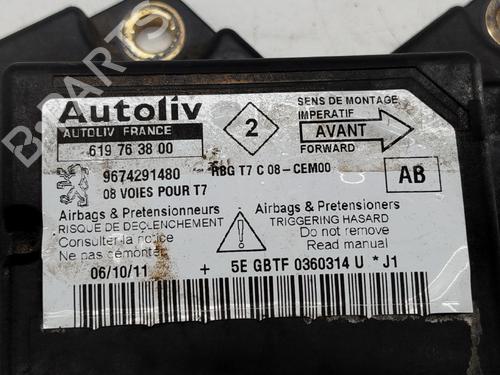 Autoliv
AUTOLIV FRANCE
619 76 38 00
2
SENS DE MONTAGE
IMPERATIF
AVANT
FORWARD
9674291480
RBG T7 C 08-CEM00
08 VOIES POUR T7
AB
Airbags & Pretensionneurs
RISQUE DE DECLENCHEMENT
Consulter la notice
Ne pas démonter
Airbags & Pretensioners
TRIGGERING HASARD
Do not remove
Read manual
06/10/11 + 5E GBTF 0360314 U * J1
B-Parts